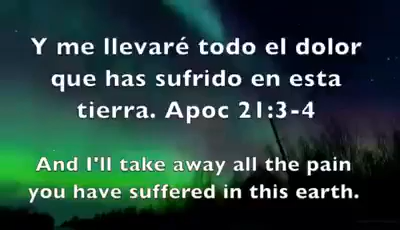 Y me llevaré todo el dolor
que has sufrido en esta
tierra. Apoc 21:3-4
And I'll take away all the pain
you have suffered in this earth.